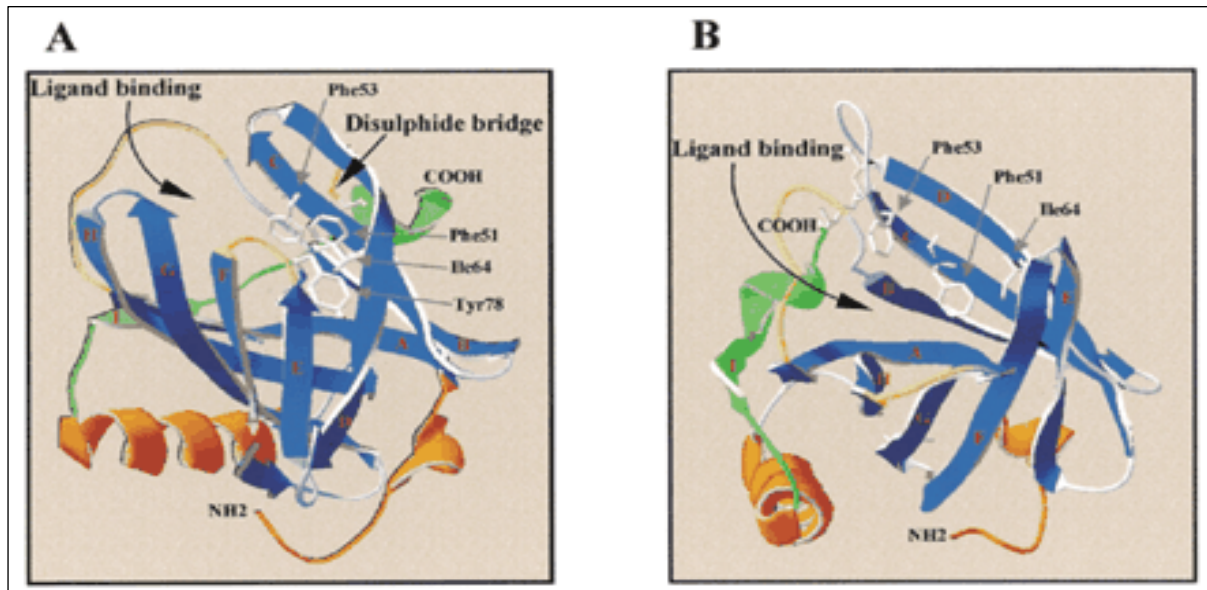 A
Ligand binding
Phe53
Disulphide bridge
COOH
Phe51
Ile64
Tyr78
NH2
B
Ligand binding
Phe53
Phe51
Ile64
COOH
NH2